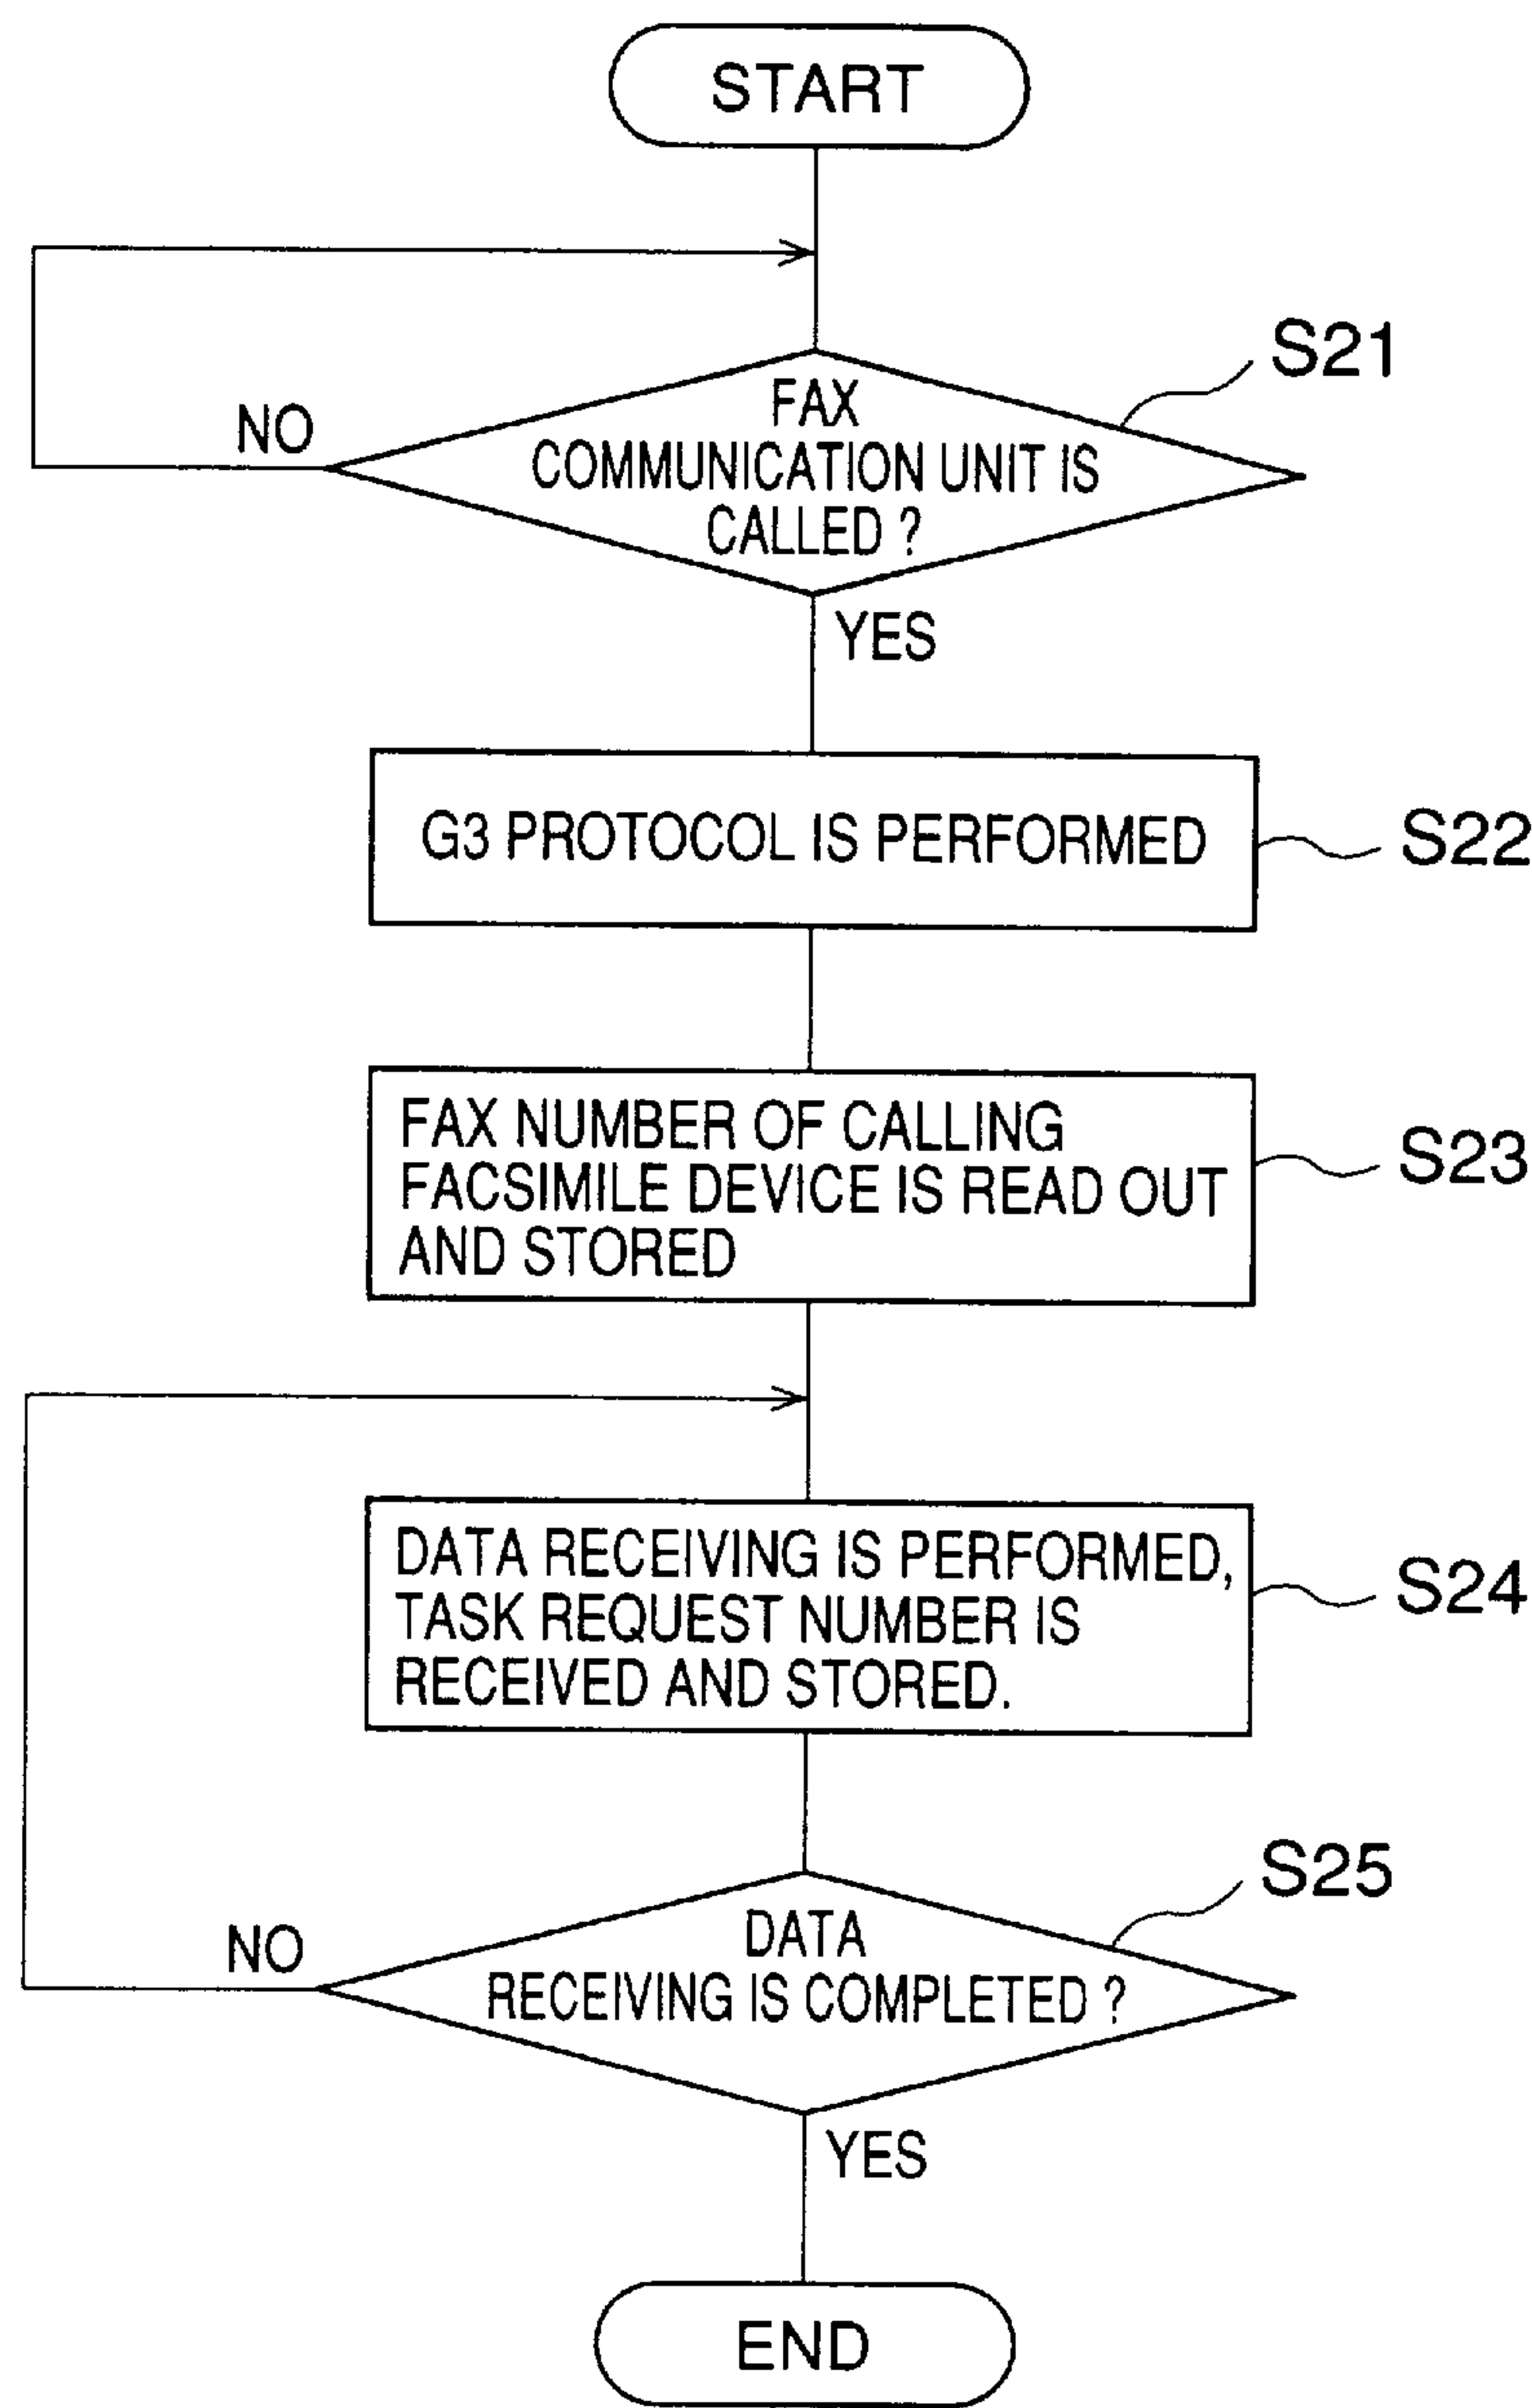 START
S21
FAX
COMMUNICATION UNIT IS
CALLED ?
NO
YES
G3 PROTOCOL IS PERFORMED
S22
FAX NUMBER OF CALLING
FACSIMILE DEVICE IS READ OUT
AND STORED
S23
DATA RECEIVING IS PERFORMED,
TASK REQUEST NUMBER IS
RECEIVED AND STORED.
S24
S25
DATA
RECEIVING IS COMPLETED ?
NO
YES
END